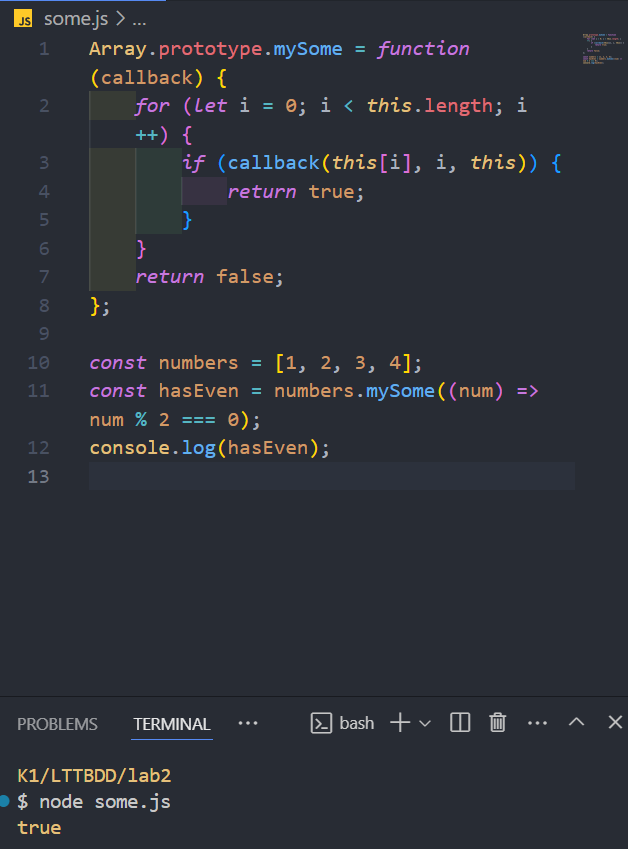 JS some.js > ...
1 Array.prototype.mySome = function
(callback) {
2 for (let i = 0; i < this.length; i
++) {
3 if (callback(this[i], i, this)) {
4 return true;
5 }
6 }
7 return false;
8 };
9
10 const numbers = [1, 2, 3, 4];
11 const hasEven = numbers.mySome((num) =>
num % 2 === 0);
12 console.log(hasEven);
13
PROBLEMS TERMINAL ... bash
K1/LTTBDD/lab2
$ node some.js
true